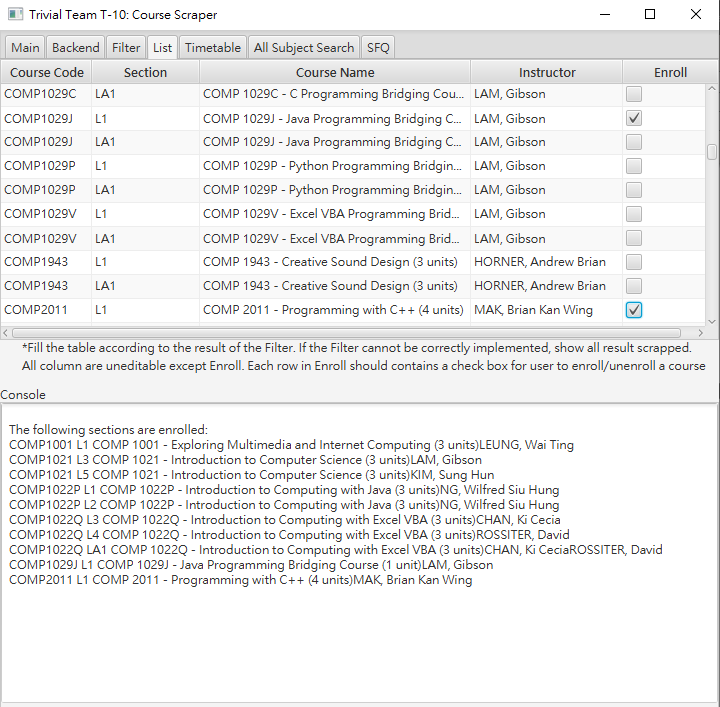 Trivial Team T-10: Course Scraper
Main Backend Filter List Timetable All Subject Search SFQ
Course Code Section Course Name Instructor Enroll
COMP1029C LA1 COMP 1029C - C Programming Bridging Cou... LAM, Gibson
COMP1029J L1 COMP 1029J - Java Programming Bridging C... LAM, Gibson
COMP1029J LA1 COMP 1029J - Java Programming Bridging C... LAM, Gibson
COMP1029P L1 COMP 1029P - Python Programming Bridgin... LAM, Gibson
COMP1029P LA1 COMP 1029P - Python Programming Bridgin... LAM, Gibson
COMP1029V L1 COMP 1029V - Excel VBA Programming Brid... LAM, Gibson
COMP1029V LA1 COMP 1029V - Excel VBA Programming Brid... LAM, Gibson
COMP1943 L1 COMP 1943 - Creative Sound Design (3 units) HORNER, Andrew Brian
COMP1943 LA1 COMP 1943 - Creative Sound Design (3 units) HORNER, Andrew Brian
COMP2011 L1 COMP 2011 - Programming with C++ (4 units) MAK, Brian Kan Wing
*Fill the table according to the result of the Filter. If the Filter cannot be correctly implemented, show all result scrapped.
All column are uneditable except Enroll. Each row in Enroll should contains a check box for user to enroll/unenroll a course
Console
The following sections are enrolled:
COMP1001 L1 COMP 1001 - Exploring Multimedia and Internet Computing (3 units)LEUNG, Wai Ting
COMP1021 L3 COMP 1021 - Introduction to Computer Science (3 units)LAM, Gibson
COMP1021 L5 COMP 1021 - Introduction to Computer Science (3 units)KIM, Sung Hun
COMP1022P L1 COMP 1022P - Introduction to Computing with Java (3 units)NG, Wilfred Siu Hung
COMP1022P L2 COMP 1022P - Introduction to Computing with Java (3 units)NG, Wilfred Siu Hung
COMP1022Q L3 COMP 1022Q - Introduction to Computing with Excel VBA (3 units)CHAN, Ki Cecia
COMP1022Q L4 COMP 1022Q - Introduction to Computing with Excel VBA (3 units)ROSSITER, David
COMP1022Q LA1 COMP 1022Q - Introduction to Computing with Excel VBA (3 units)CHAN, Ki CeciaROSSITER, David
COMP1029J L1 COMP 1029J - Java Programming Bridging Course (1 unit)LAM, Gibson
COMP2011 L1 COMP 2011 - Programming with C++ (4 units)MAK, Brian Kan Wing